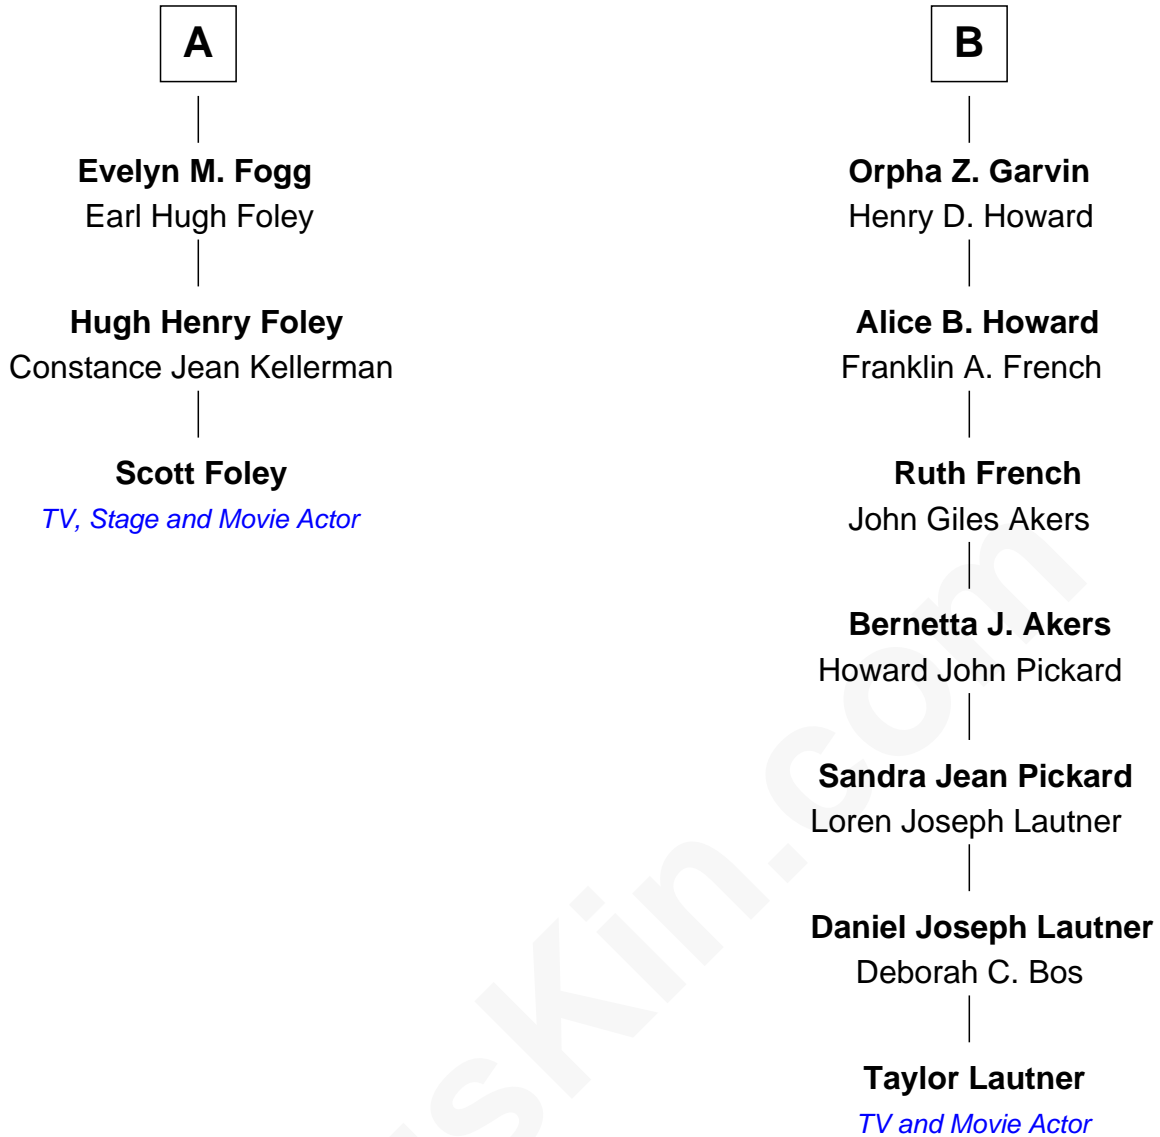 A
Evelyn M. Fogg
Earl Hugh Foley
Hugh Henry Foley
Constance Jean Kellerman
Scott Foley
TV, Stage and Movie Actor
B
Orpha Z. Garvin
Henry D. Howard
Alice B. Howard
Franklin A. French
Ruth French
John Giles Akers
Bernetta J. Akers
Howard John Pickard
Sandra Jean Pickard
Loren Joseph Lautner
Daniel Joseph Lautner
Deborah C. Bos
Taylor Lautner
TV and Movie Actor